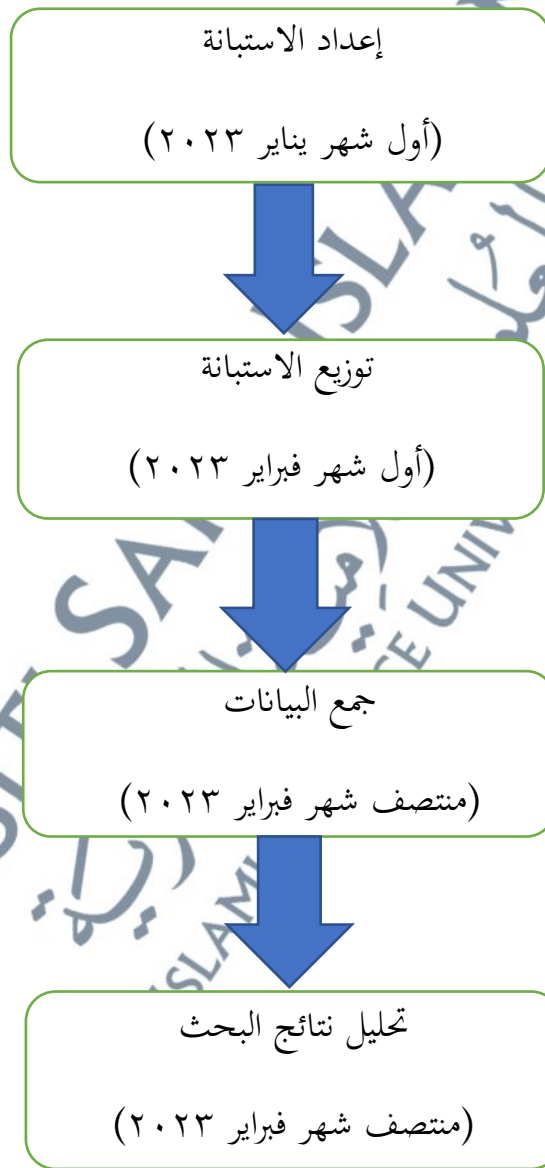 إعداد الاستبانة
(أول شهر يناير ٢٠٢٣)
توزيع الاستبانة
(أول شهر فبراير ٢٠٢٣)
جمع البيانات
(منتصف شهر فبراير ٢٠٢٣)
تحليل نتائج البحث
(منتصف شهر فبراير ٢٠٢٣)